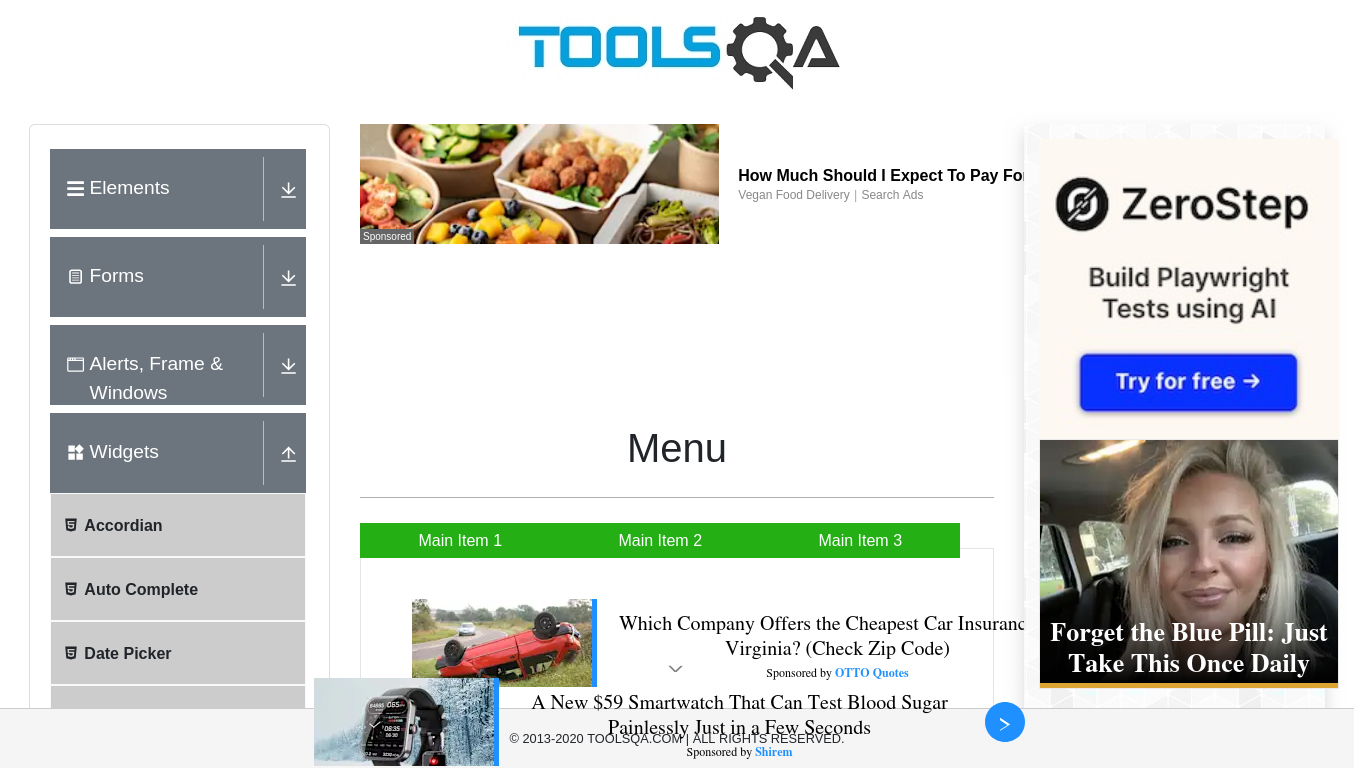 TOOLSQA
Elements
Forms
Alerts, Frame &
Windows
Widgets
Accordian
Auto Complete
Date Picker
Sponsored
How Much Should I Expect To Pay For
Vegan Food Delivery | Search Ads
Menu
Main Item 1
Main Item 2
Main Item 3
Which Company Offers the Cheapest Car Insuranc
Virginia? (Check Zip Code)
Sponsored by OTTO Quotes
A New $59 Smartwatch That Can Test Blood Sugar
Painlessly Just in a Few Seconds
Sponsored by Shirem
© 2013-2020 TOOLSQA.COM | ALL RIGHTS RESERVED.
ZeroStep
Build Playwright
Tests using AI
Try for free →
Forget the Blue Pill: Just
Take This Once Daily